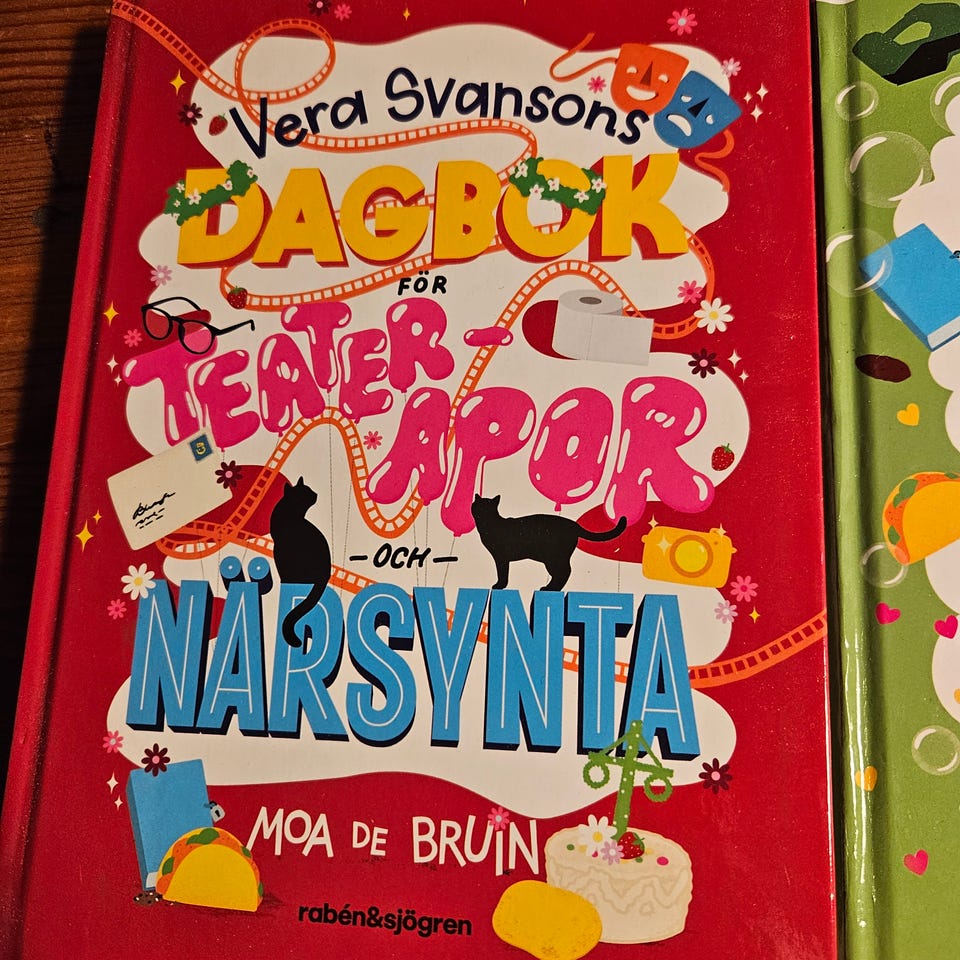 Vera Svansons
DAGBOK
FÖR
TEATER-
APOR
-OCH-
NÄRSYNTA
MOA DE BRUIN
rabén&sjögren